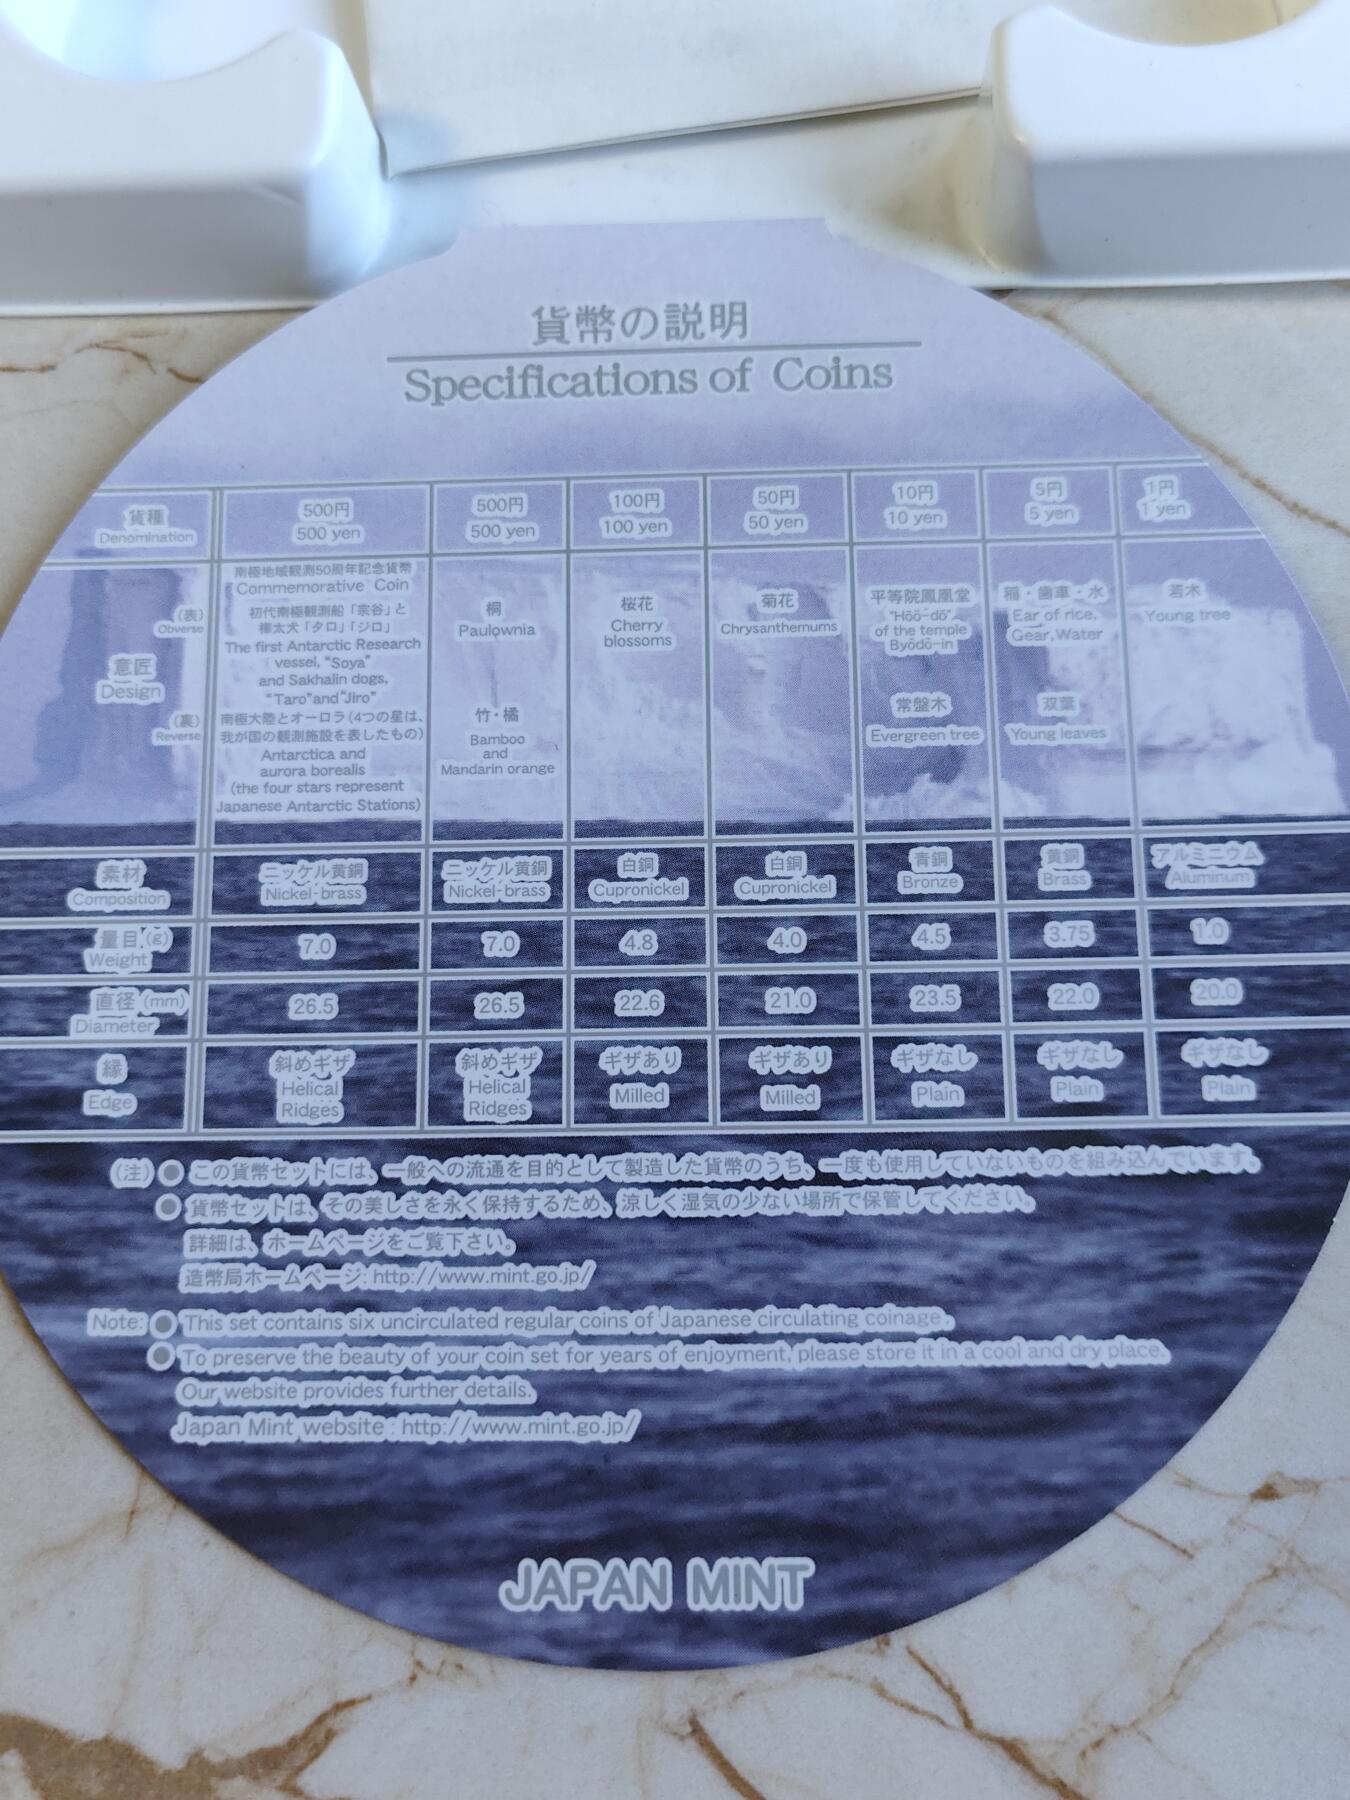 貨幣の説明
Specifications of Coins
貨種
Denomination
500円
500 yen
500円
500 yen
100円
100 yen
50円
50 yen
10円
10 yen
5円
5 yen
1円
1 yen
意匠
Design
(表)
Obverse
(裏)
Reverse
南極地域観測50周年記念貨幣
Commemorative Coin
初代南極観測船「宗谷」と
樺太犬「タロ」「ジロ」
The first Antarctic Research
vessel, "Soya"
and Sakhalin dogs,
"Taro"and"Jiro"
南極大陸とオーロラ(4つの星は、
我が国の観測施設を表したもの)
Antarctica and
aurora borealis
(the four stars represent
Japanese Antarctic Stations)
桐
Paulownia
竹・橘
Bamboo
and
Mandarin orange
桜花
Cherry
blossoms
菊花
Chrysanthemums
平等院鳳凰堂
"Hōō-dō"
of the temple
Byōdō-in
常盤木
Evergreen tree
稲・歯車・水
Ear of rice,
Gear, Water
双葉
Young leaves
若木
Young tree
素材
Composition
ニッケル黄銅
Nickel-brass
ニッケル黄銅
Nickel-brass
白銅
Cupronickel
白銅
Cupronickel
青銅
Bronze
黄銅
Brass
アルミニウム
Aluminum
量目(g)
Weight
7.0
7.0
4.8
4.0
4.5
3.75
1.0
直径(mm)
Diameter
26.5
26.5
22.6
21.0
23.5
22.0
20.0
縁
Edge
斜めギザ
Helical
Ridges
斜めギザ
Helical
Ridges
ギザあり
Milled
ギザあり
Milled
ギザなし
Plain
ギザなし
Plain
ギザなし
Plain
(注)●この貨幣セットには、一般への流通を目的として製造した貨幣のうち、一度も使用していないものを組み込んでいます。
●貨幣セットは、その美しさを永く保持するため、涼しく湿気の少ない場所で保管してください。
詳細は、ホームページをご覧下さい。
造幣局ホームページ: http://www.mint.go.jp/
Note: ● This set contains six uncirculated regular coins of Japanese circulating coinage.
● To preserve the beauty of your coin set for years of enjoyment, please store it in a cool and dry place.
Our website provides further details.
Japan Mint website : http://www.mint.go.jp/
JAPAN MINT